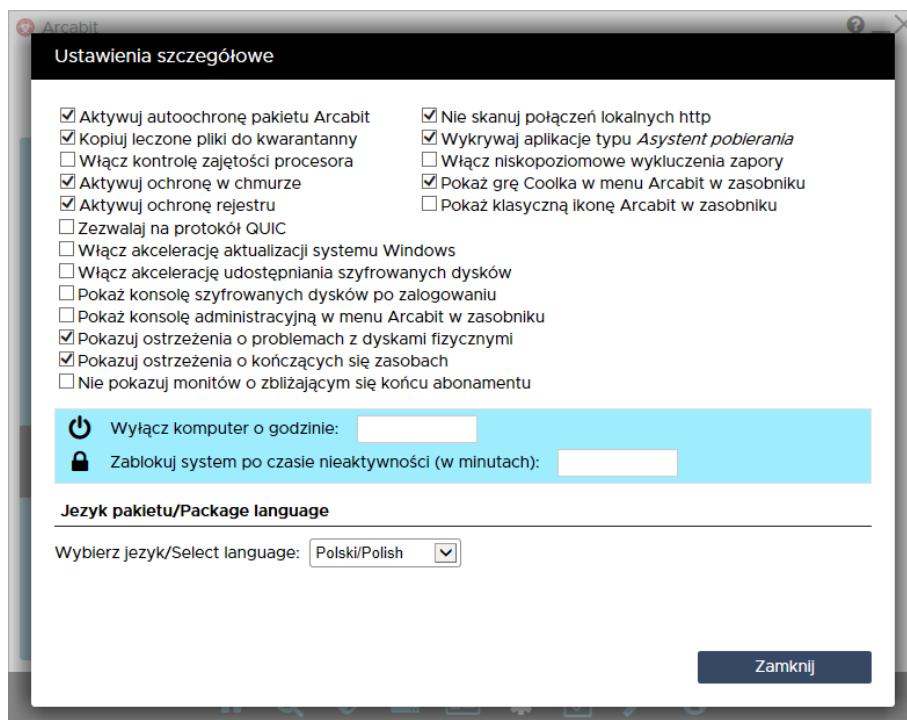 Arcabit
Ustawienia szczegółowe
Aktywuj autoochronę pakietu Arcabit
Kopiuj leczone pliki do kwarantanny
Włącz kontrolę zajętości procesora
Aktywuj ochronę w chmurze
Aktywuj ochronę rejestru
Zezwalaj na protokół QUIC
Włącz akcelerację aktualizacji systemu Windows
Włącz akcelerację udostępniania szyfrowanych dysków
Pokaż konsolę szyfrowanych dysków po zalogowaniu
Pokaż konsolę administracyjną w menu Arcabit w zasobniku
Pokazuj ostrzeżenia o problemach z dyskami fizycznymi
Pokazuj ostrzeżenia o kończących się zasobach
Nie pokazuj monitów o zbliżającym się końcu abonamentu
Nie skanuj połączeń lokalnych http
Wykrywaj aplikacje typu Asystent pobierania
Włącz niskopoziomowe wykluczenia zapory
Pokaż grę Coolka w menu Arcabit w zasobniku
Pokaż klasyczną ikonę Arcabit w zasobniku
Wyłącz komputer o godzinie:
Zablokuj system po czasie nieaktywności (w minutach):
Jezyk pakietu/Package language
Wybierz jezyk/Select language: Polski/Polish
Zamknij